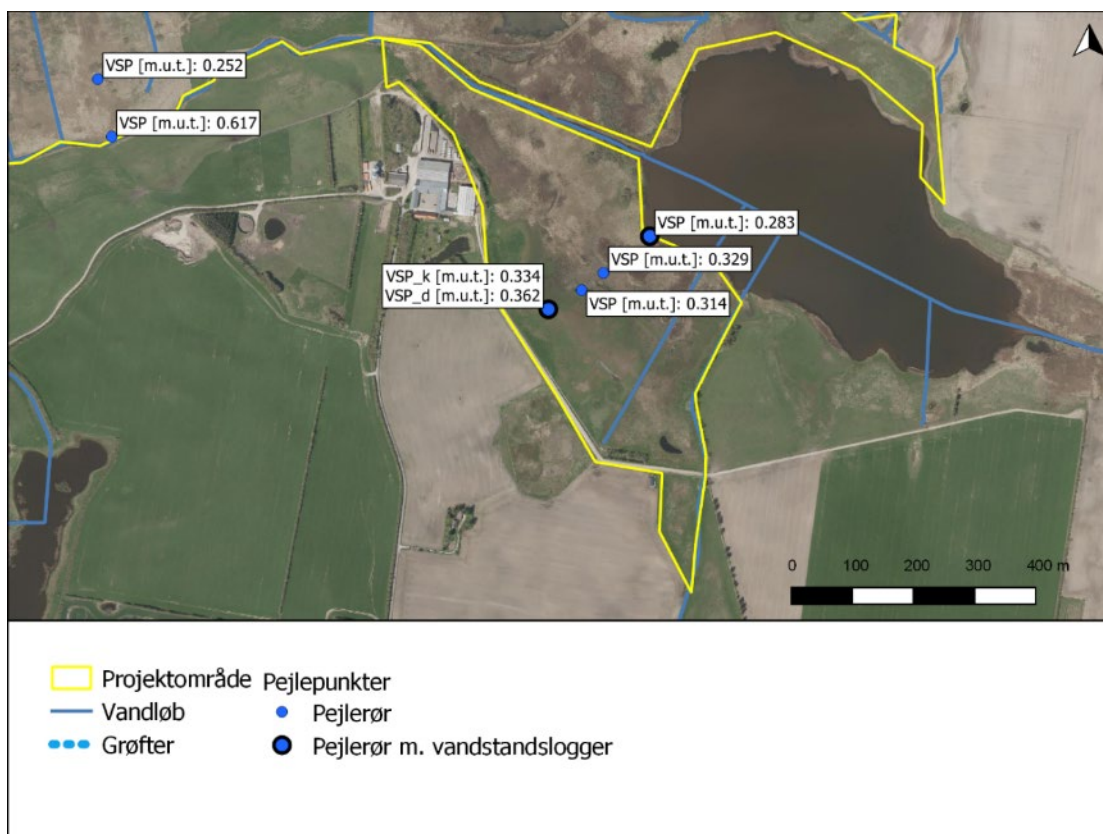 VSP [m.u.t.]: 0.252
VSP [m.u.t.]: 0.617
VSP [m.u.t.]: 0.283
VSP [m.u.t.]: 0.329
VSP_k [m.u.t.]: 0.334
VSP_d [m.u.t.]: 0.362
VSP [m.u.t.]: 0.314
0 100 200 300 400 m
Projektområde Pejlepunkter
Vandløb Pejlerør
Grøfter Pejlerør m. vandstandslogger